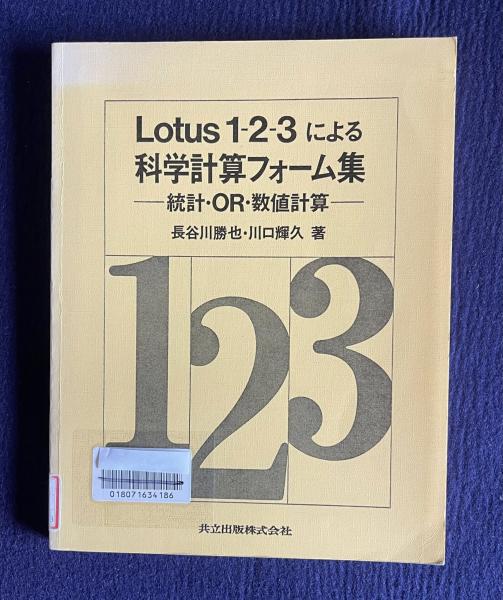 Lotus 1-2-3 による
科学計算フォーム集
―統計・OR・数値計算―
長谷川勝也・川口輝久 著
123
018071634186
共立出版株式会社